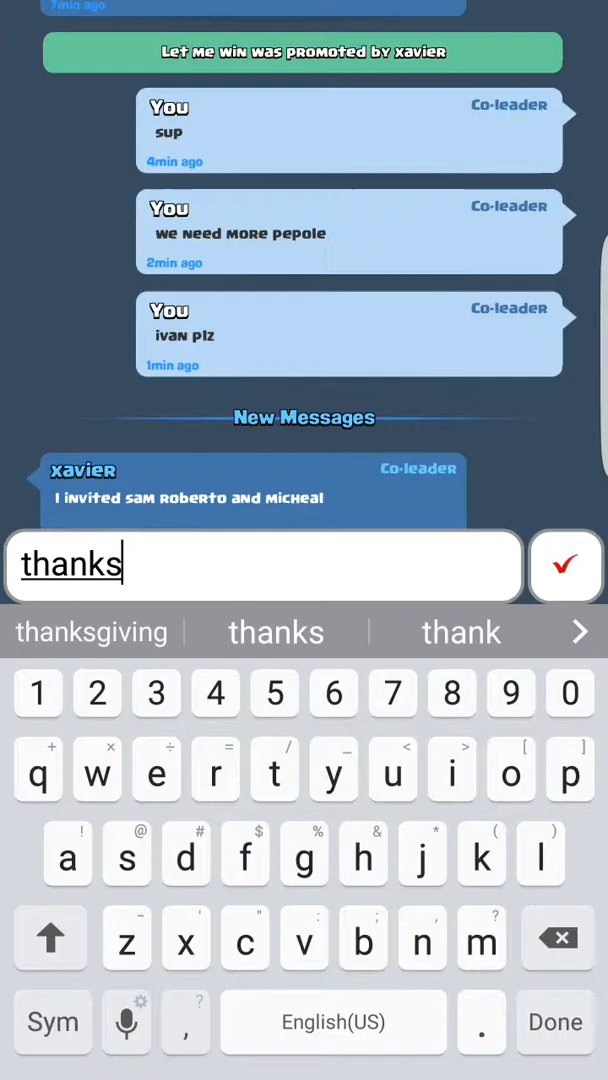 7min ago
Let me win was promoted by xavier
You Co-leader
sup
4min ago
You Co-leader
we need more pepole
2min ago
You Co-leader
ivan plz
1min ago
New Messages
xavier Co-leader
I invited sam roberto and micheal
thanks
thanksgiving thanks thank
1 2 3 4 5 6 7 8 9 0
+ × ÷ = / _ < > [ ]
q w e r t y u i o p
! @ # $ % & * ( )
a s d f g h j k l
- ' " : ; , ?
z x c v b n m
?
Sym , English(US) . Done